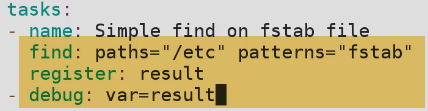 tasks:
- name: Simple find on fstab file
  find: paths="/etc" patterns="fstab"
  register: result
- debug: var=result